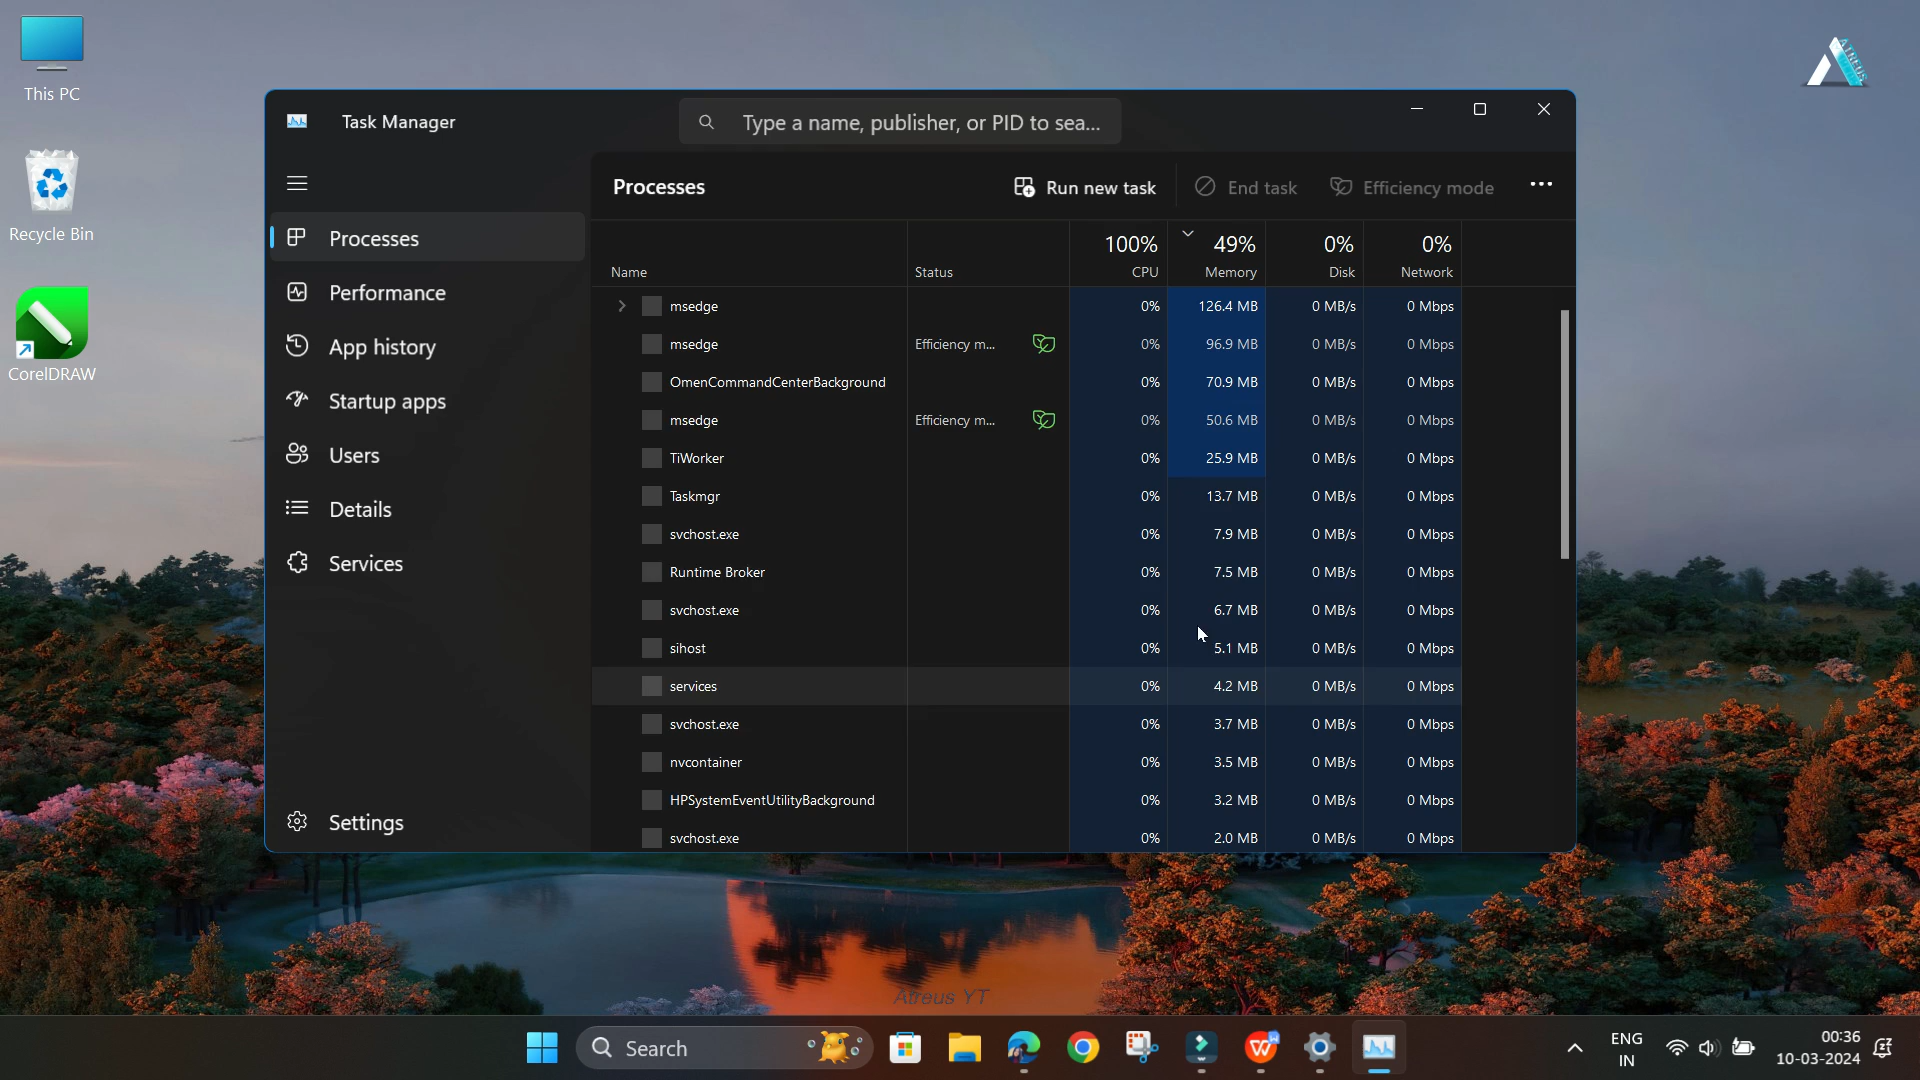 This PC
Recycle Bin
CorelDRAW
ATREUS
Task Manager
Type a name, publisher, or PID to sea...
Processes
Performance
App history
Startup apps
Users
Details
Services
Settings
Processes
Run new task
End task
Efficiency mode
100% 49% 0% 0%
Name Status CPU Memory Disk Network
msedge 0% 126.4 MB 0 MB/s 0 Mbps
msedge Efficiency m... 0% 96.9 MB 0 MB/s 0 Mbps
OmenCommandCenterBackground 0% 70.9 MB 0 MB/s 0 Mbps
msedge Efficiency m... 0% 50.6 MB 0 MB/s 0 Mbps
TiWorker 0% 25.9 MB 0 MB/s 0 Mbps
Taskmgr 0% 13.7 MB 0 MB/s 0 Mbps
svchost.exe 0% 7.9 MB 0 MB/s 0 Mbps
Runtime Broker 0% 7.5 MB 0 MB/s 0 Mbps
svchost.exe 0% 6.7 MB 0 MB/s 0 Mbps
sihost 0% 5.1 MB 0 MB/s 0 Mbps
services 0% 4.2 MB 0 MB/s 0 Mbps
svchost.exe 0% 3.7 MB 0 MB/s 0 Mbps
nvcontainer 0% 3.5 MB 0 MB/s 0 Mbps
HPSystemEventUtilityBackground 0% 3.2 MB 0 MB/s 0 Mbps
svchost.exe 0% 2.0 MB 0 MB/s 0 Mbps
Atreus YT
Search
ENG
IN
00:36
10-03-2024